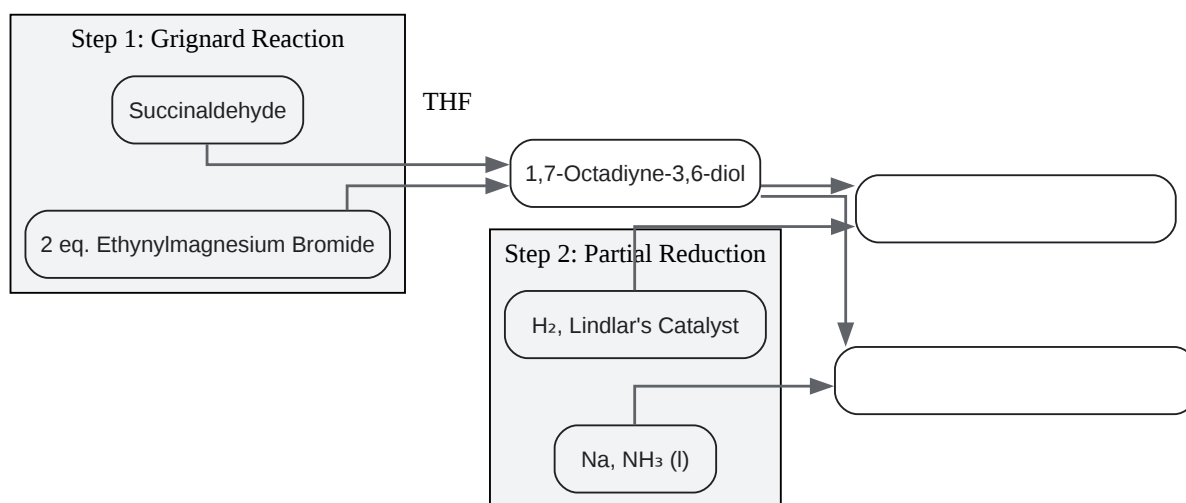 Step 1: Grignard Reaction
Succinaldehyde
THF
1,7-Octadiyne-3,6-diol
2 eq. Ethynylmagnesium Bromide
Step 2: Partial Reduction
H₂, Lindlar's Catalyst
Na, NH₃ (l)